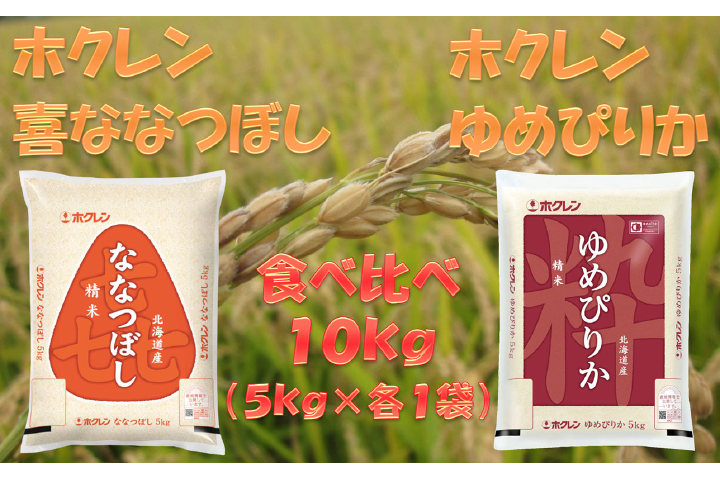 ホクレン
喜ななつぼし
ホクレン
ゆめぴりか
食べ比べ
10kg
（5kg×各1袋）
ホクレン
ななつぼし
精米
北海道産
ホクレン ななつぼし 5kg
ホクレン
粋
ゆめぴりか
精米
北海道産
ホクレン ゆめぴりか 5kg